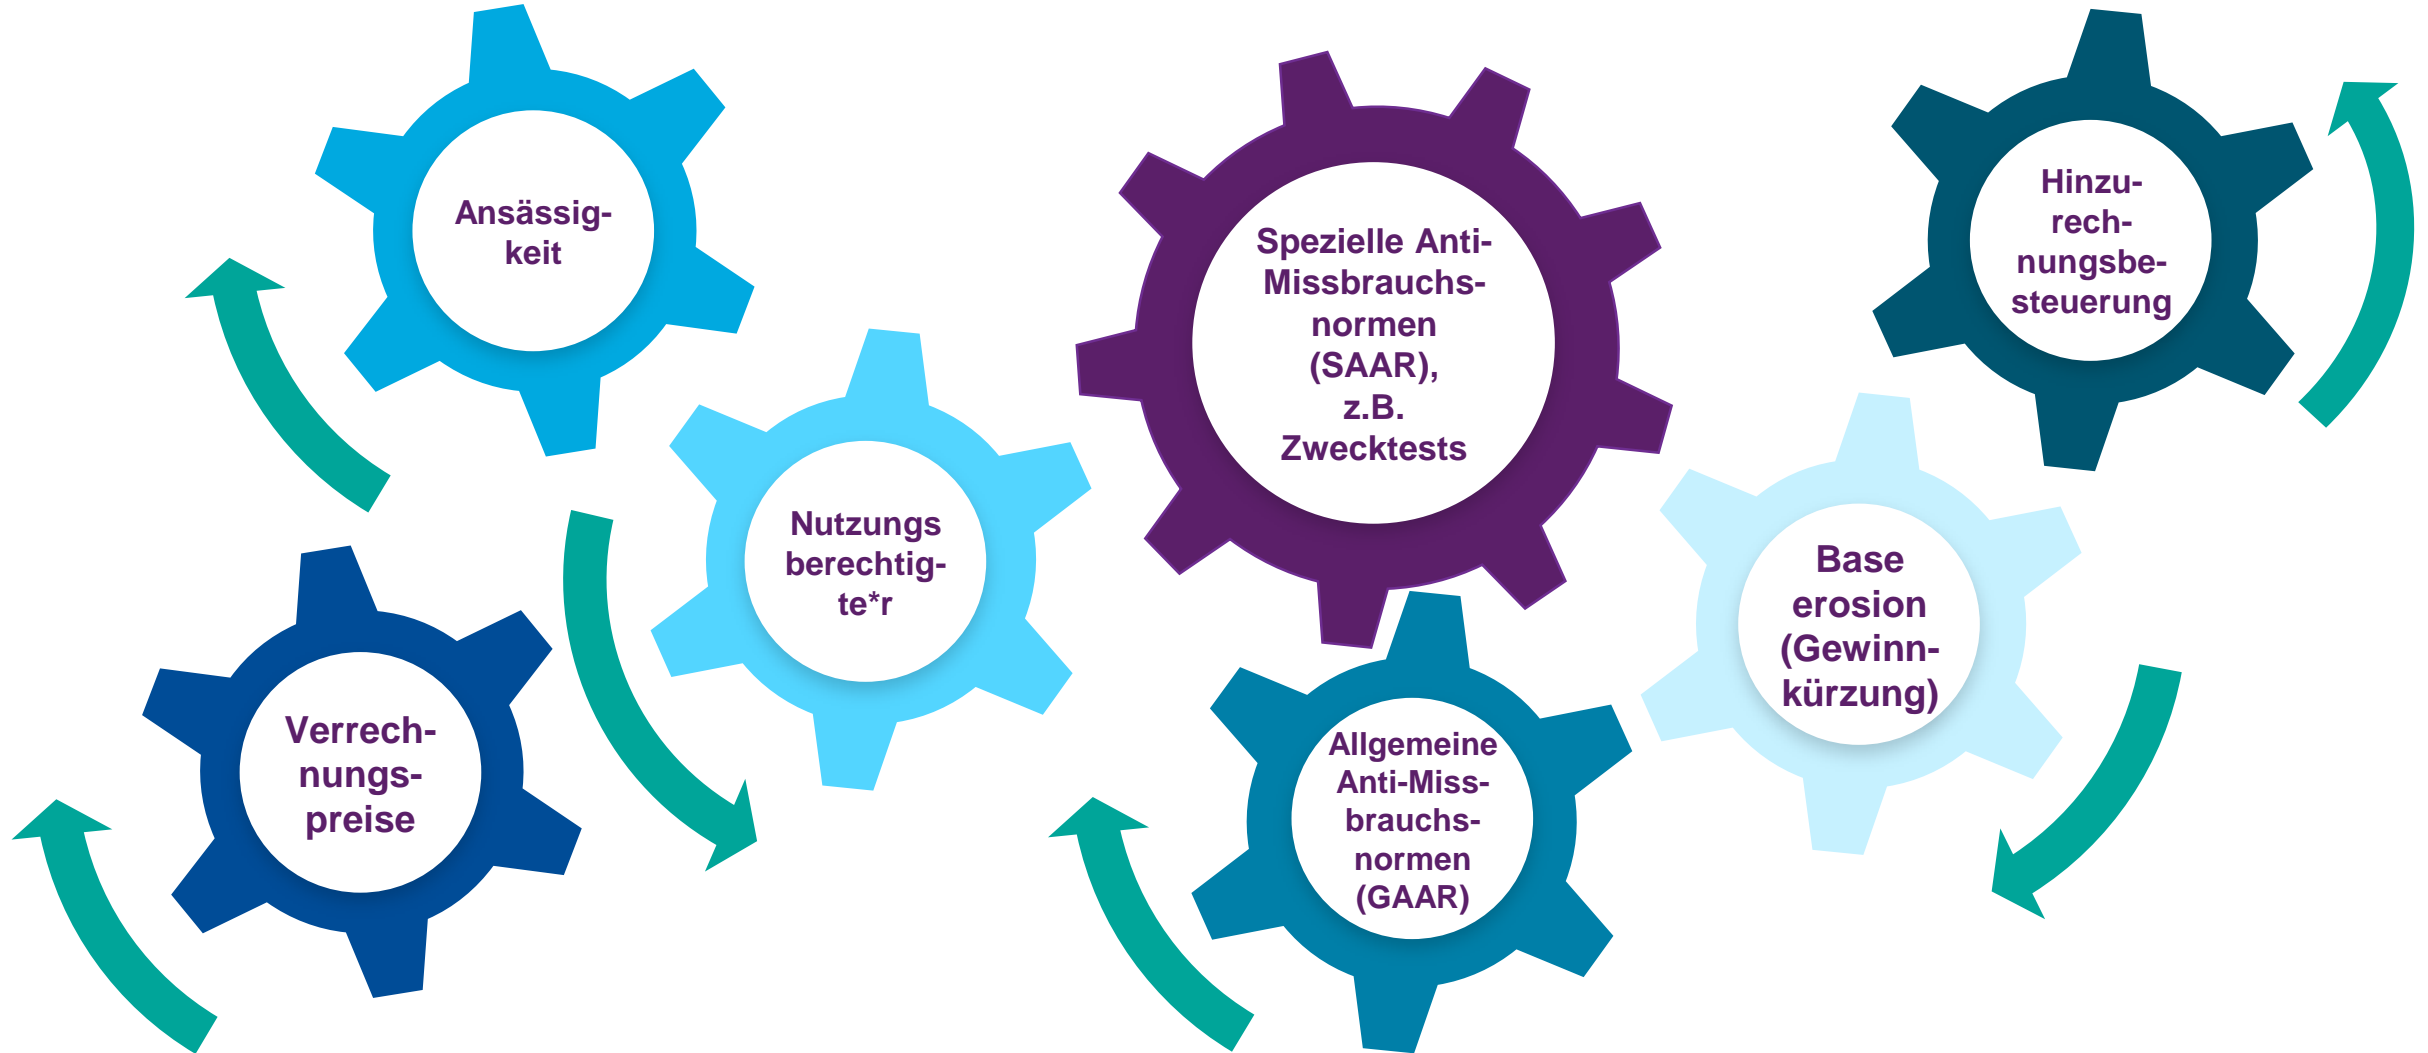 Ansässig-
keit
Verrech-
nungs-
preise
Nutzungs
berechtig-
te*r
Spezielle Anti-
Missbrauchs-
normen
(SAAR),
z.B.
Zwecktests
Allgemeine
Anti-Miss-
brauchs-
normen
(GAAR)
Hinzu-
rech-
nungsbe-
steuerung
Base
erosion
(Gewinn-
kürzung)